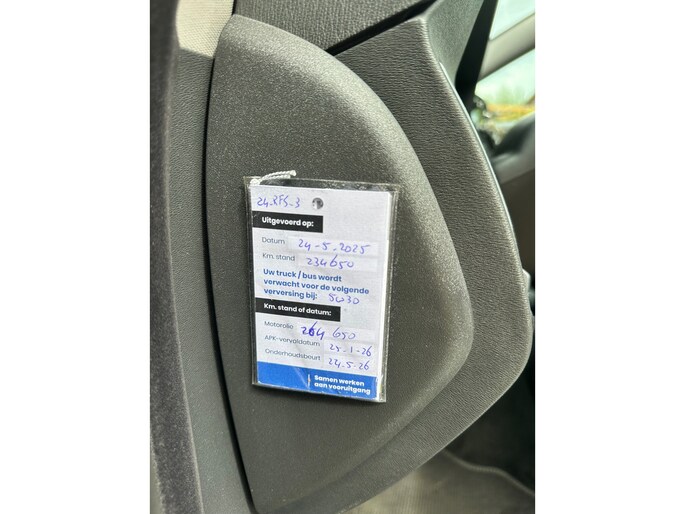 24.RFS-3
Uitgevoerd op:
Datum 24-5-2025
Km. stand 234650
Uw truck / bus wordt
verwacht voor de volgende
verversing bij: 5w30
Km. stand of datum:
Motorolie 264 650
APK-vervaldatum 25-1-26
Onderhoudsbeurt 24-5-26
Samen werken
aan vooruitgang